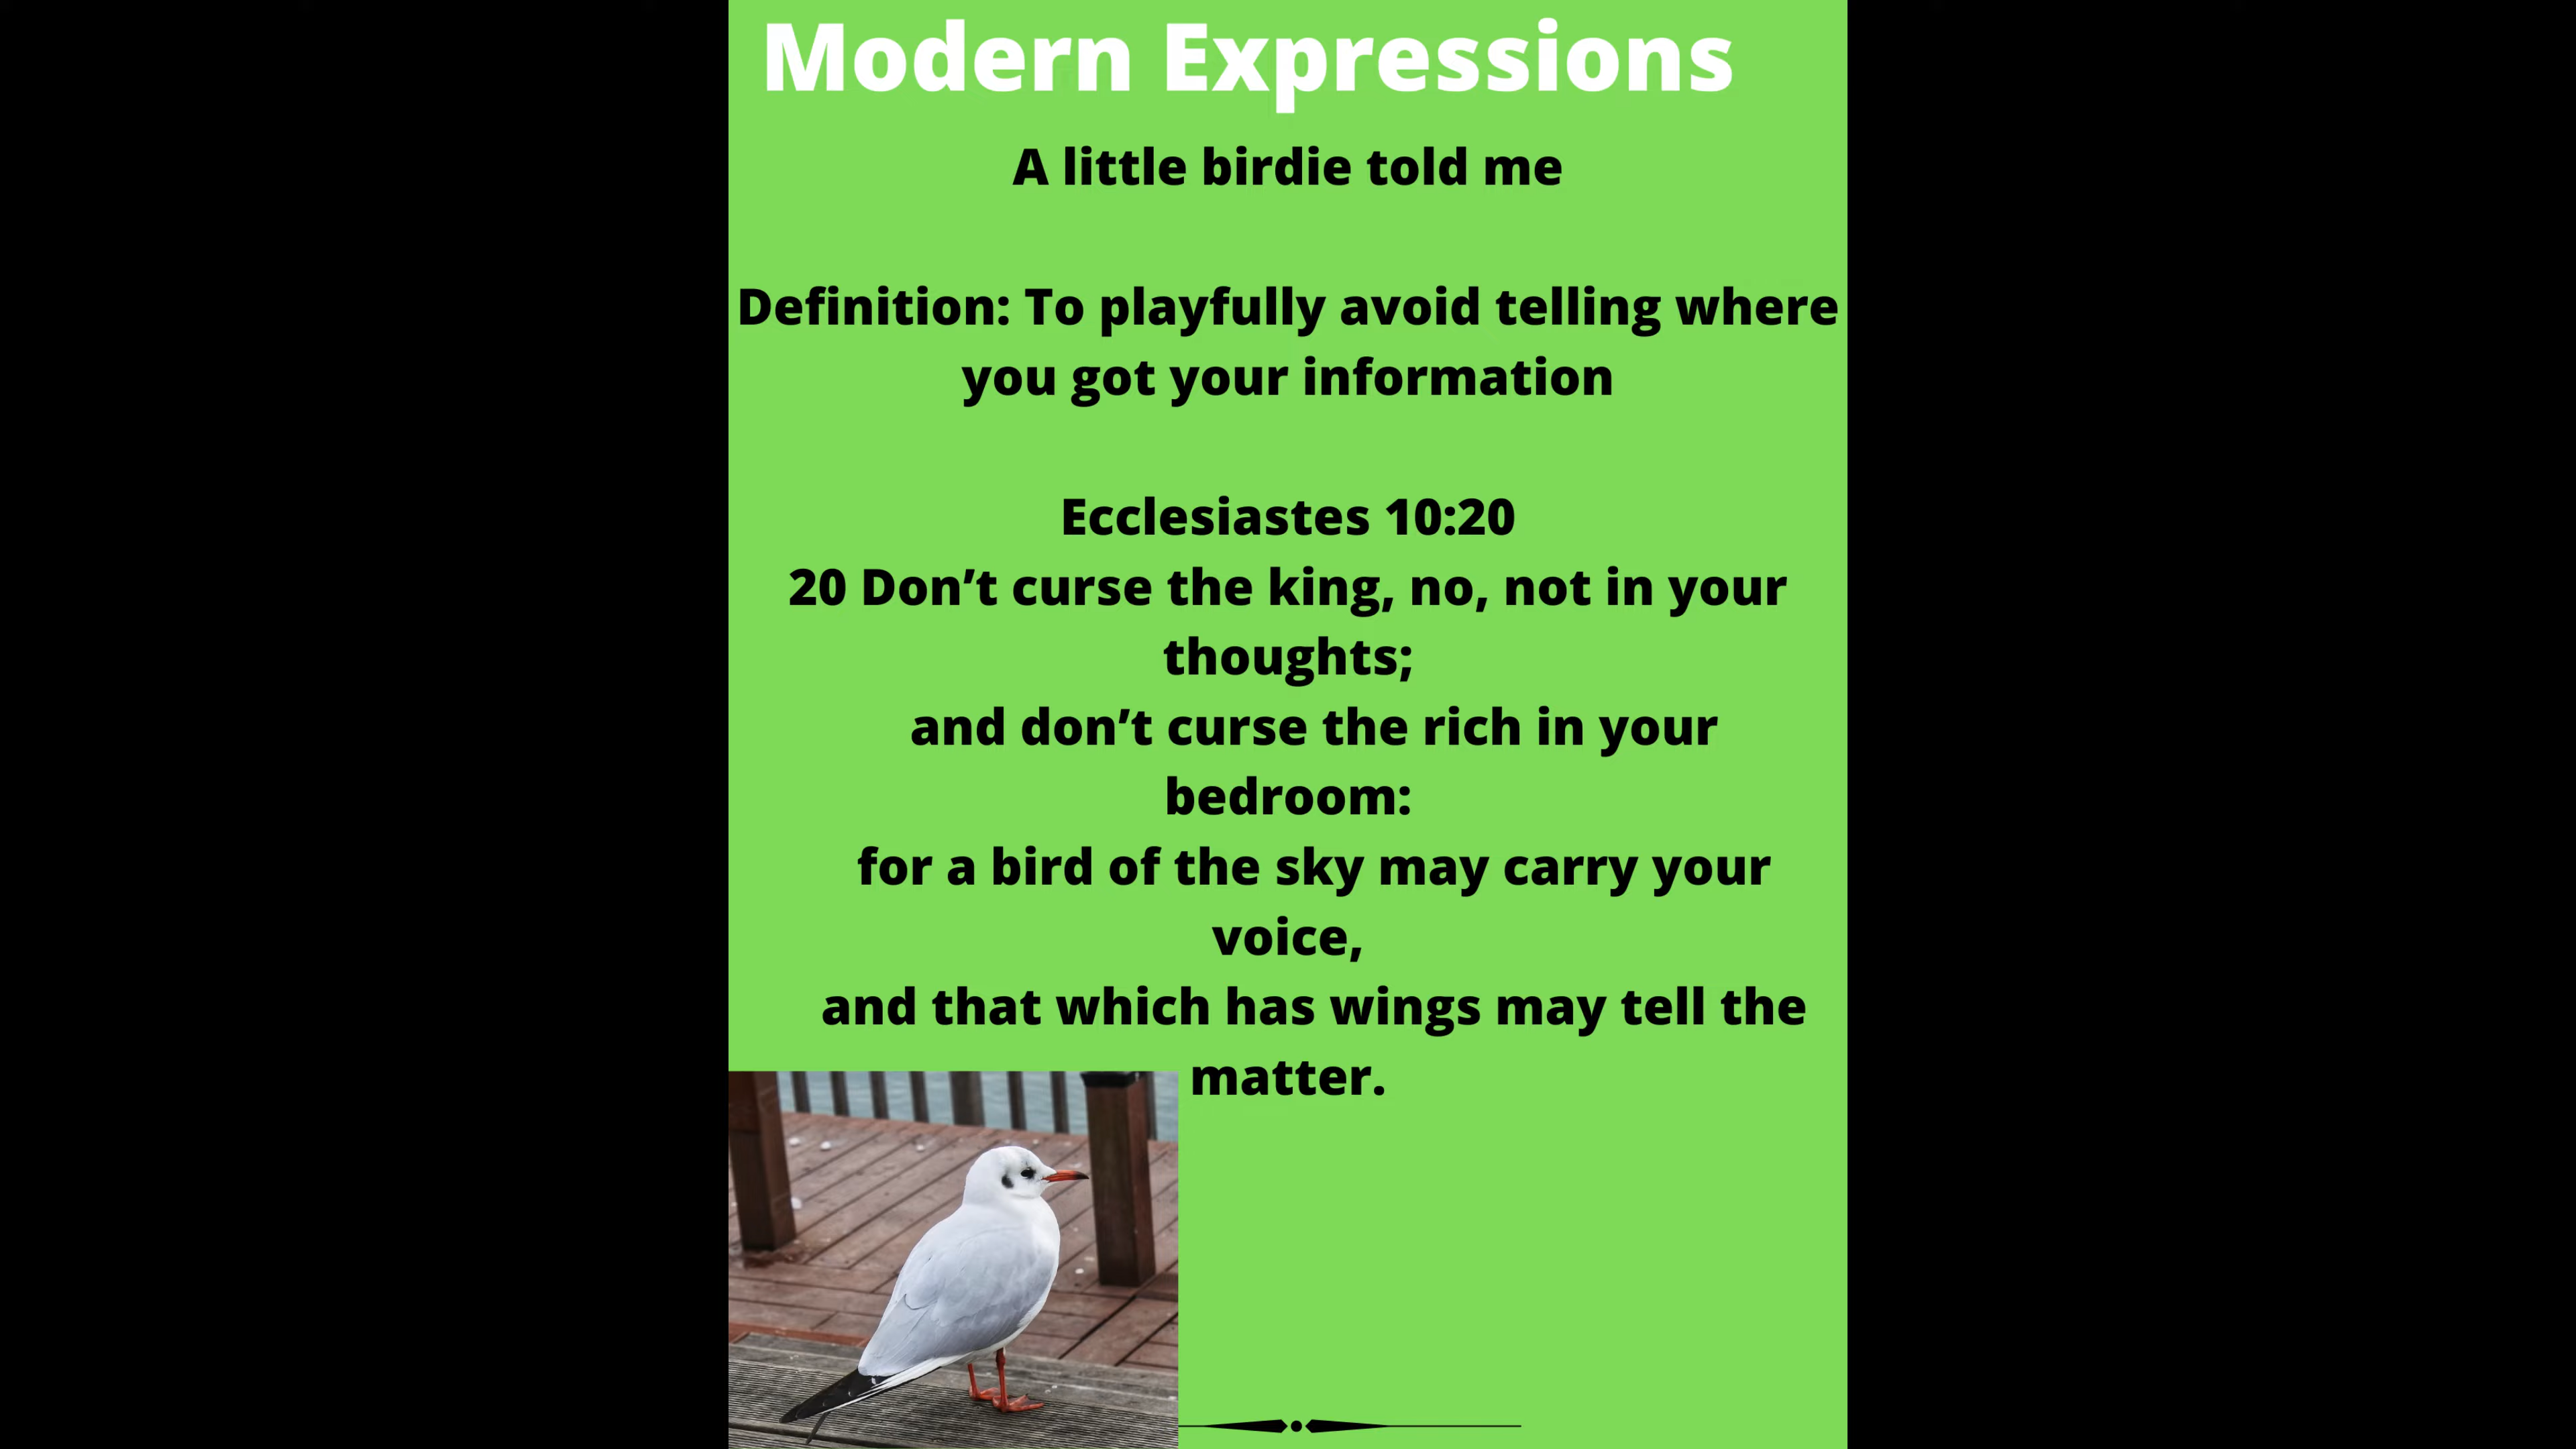 Modern Expressions
A little birdie told me
Definition: To playfully avoid telling where
you got your information
Ecclesiastes 10:20
20 Don’t curse the king, no, not in your
thoughts;
and don’t curse the rich in your
bedroom:
for a bird of the sky may carry your
voice,
and that which has wings may tell the
matter.